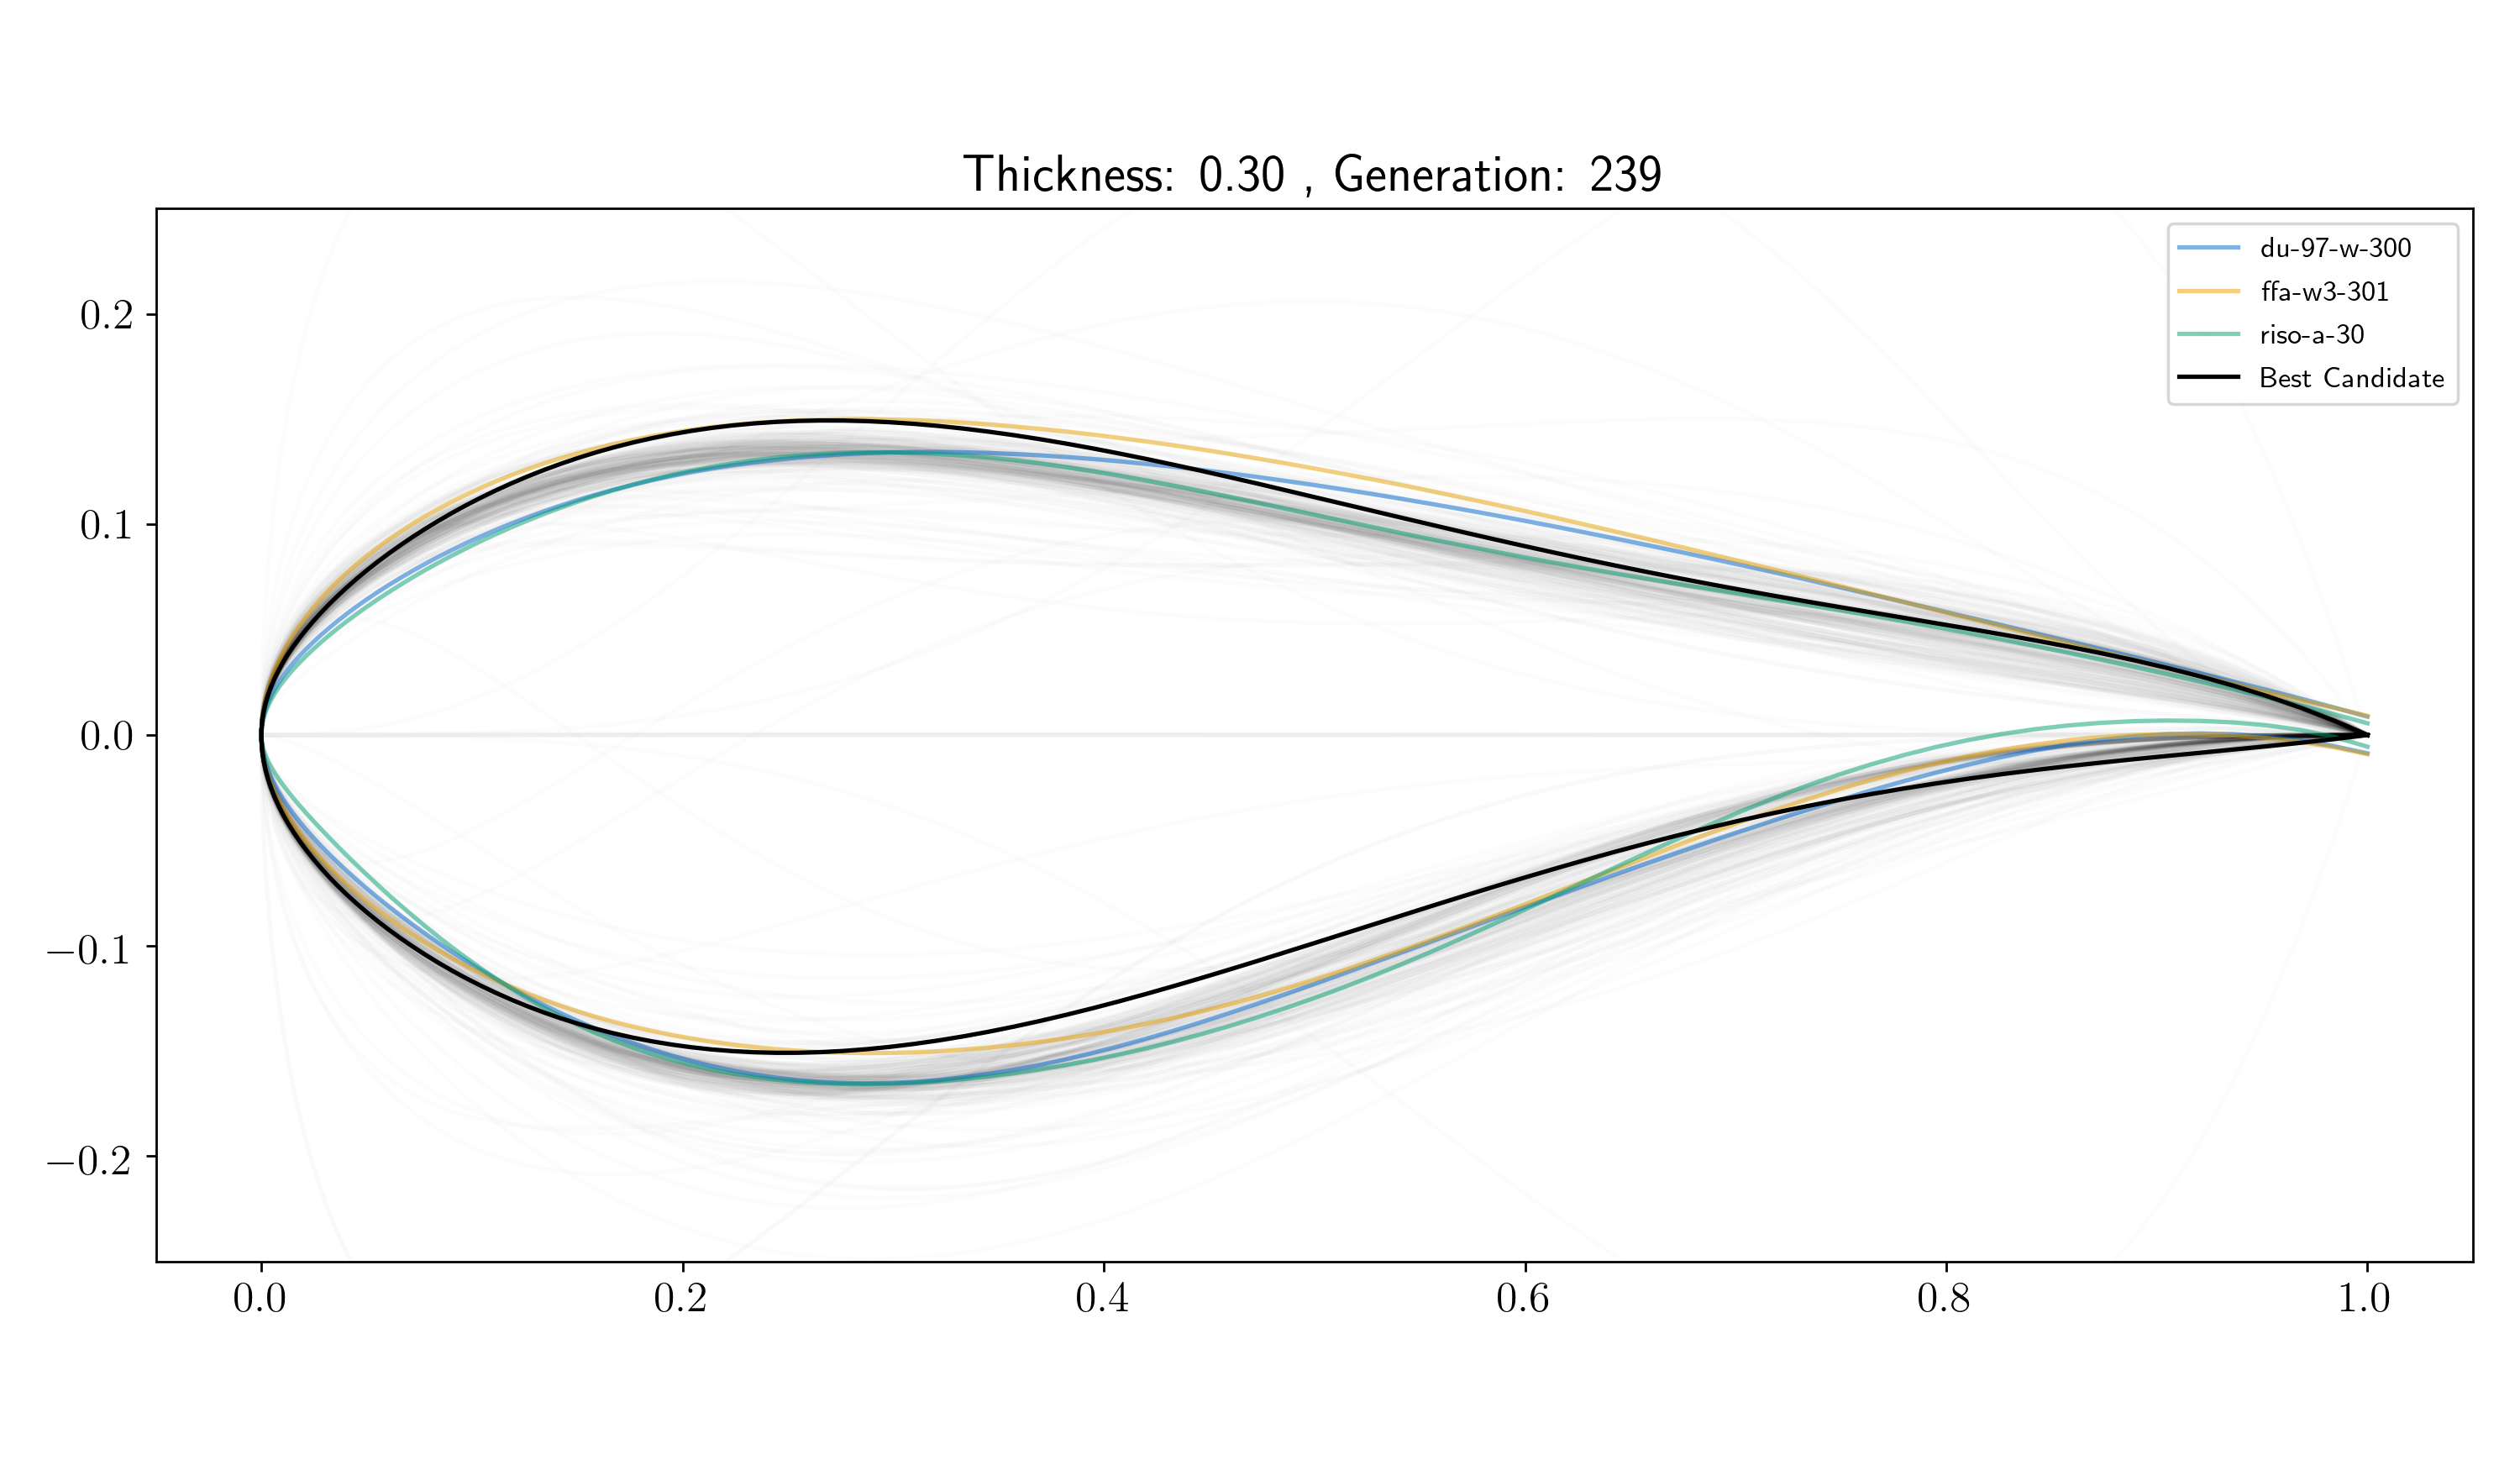 Thickness: 0.30 , Generation: 239
du-97-w-300
ffa-w3-301
riso-a-30
Best Candidate
0.2
0.1
0.0
−0.1
−0.2
0.0 0.2 0.4 0.6 0.8 1.0